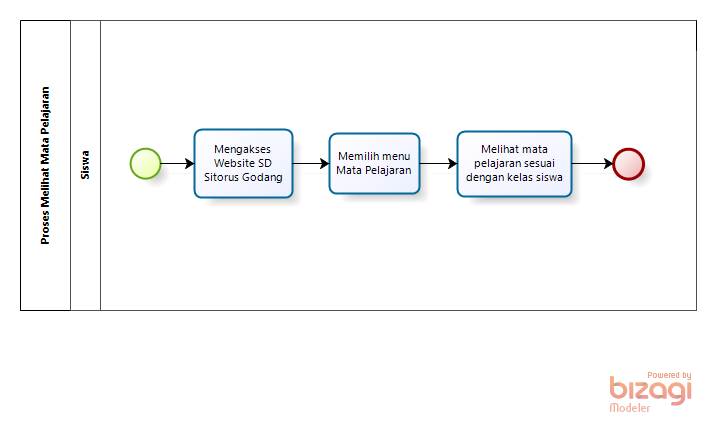 Proses Melihat Mata Pelajaran
Siswa
Mengakses
Website SD
Sitorus Godang
Memilih menu
Mata Pelajaran
Melihat mata
pelajaran sesuai
dengan kelas siswa
Powered by
bizagi
Modeler